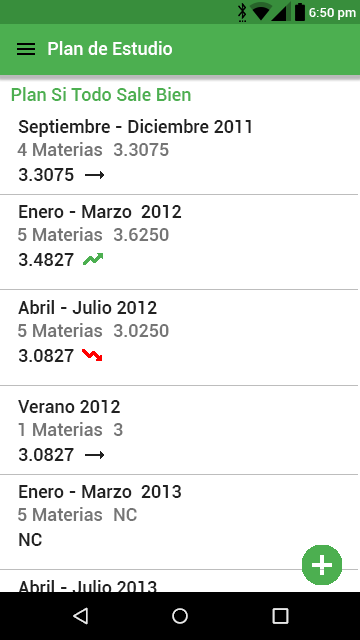 6:50 pm
Plan de Estudio
Plan Si Todo Sale Bien
Septiembre - Diciembre 2011
4 Materias 3.3075
3.3075
Enero - Marzo 2012
5 Materias 3.6250
3.4827
Abril - Julio 2012
5 Materias 3.0250
3.0827
Verano 2012
1 Materias 3
3.0827
Enero - Marzo 2013
5 Materias NC
NC
Abril - Julio 2013